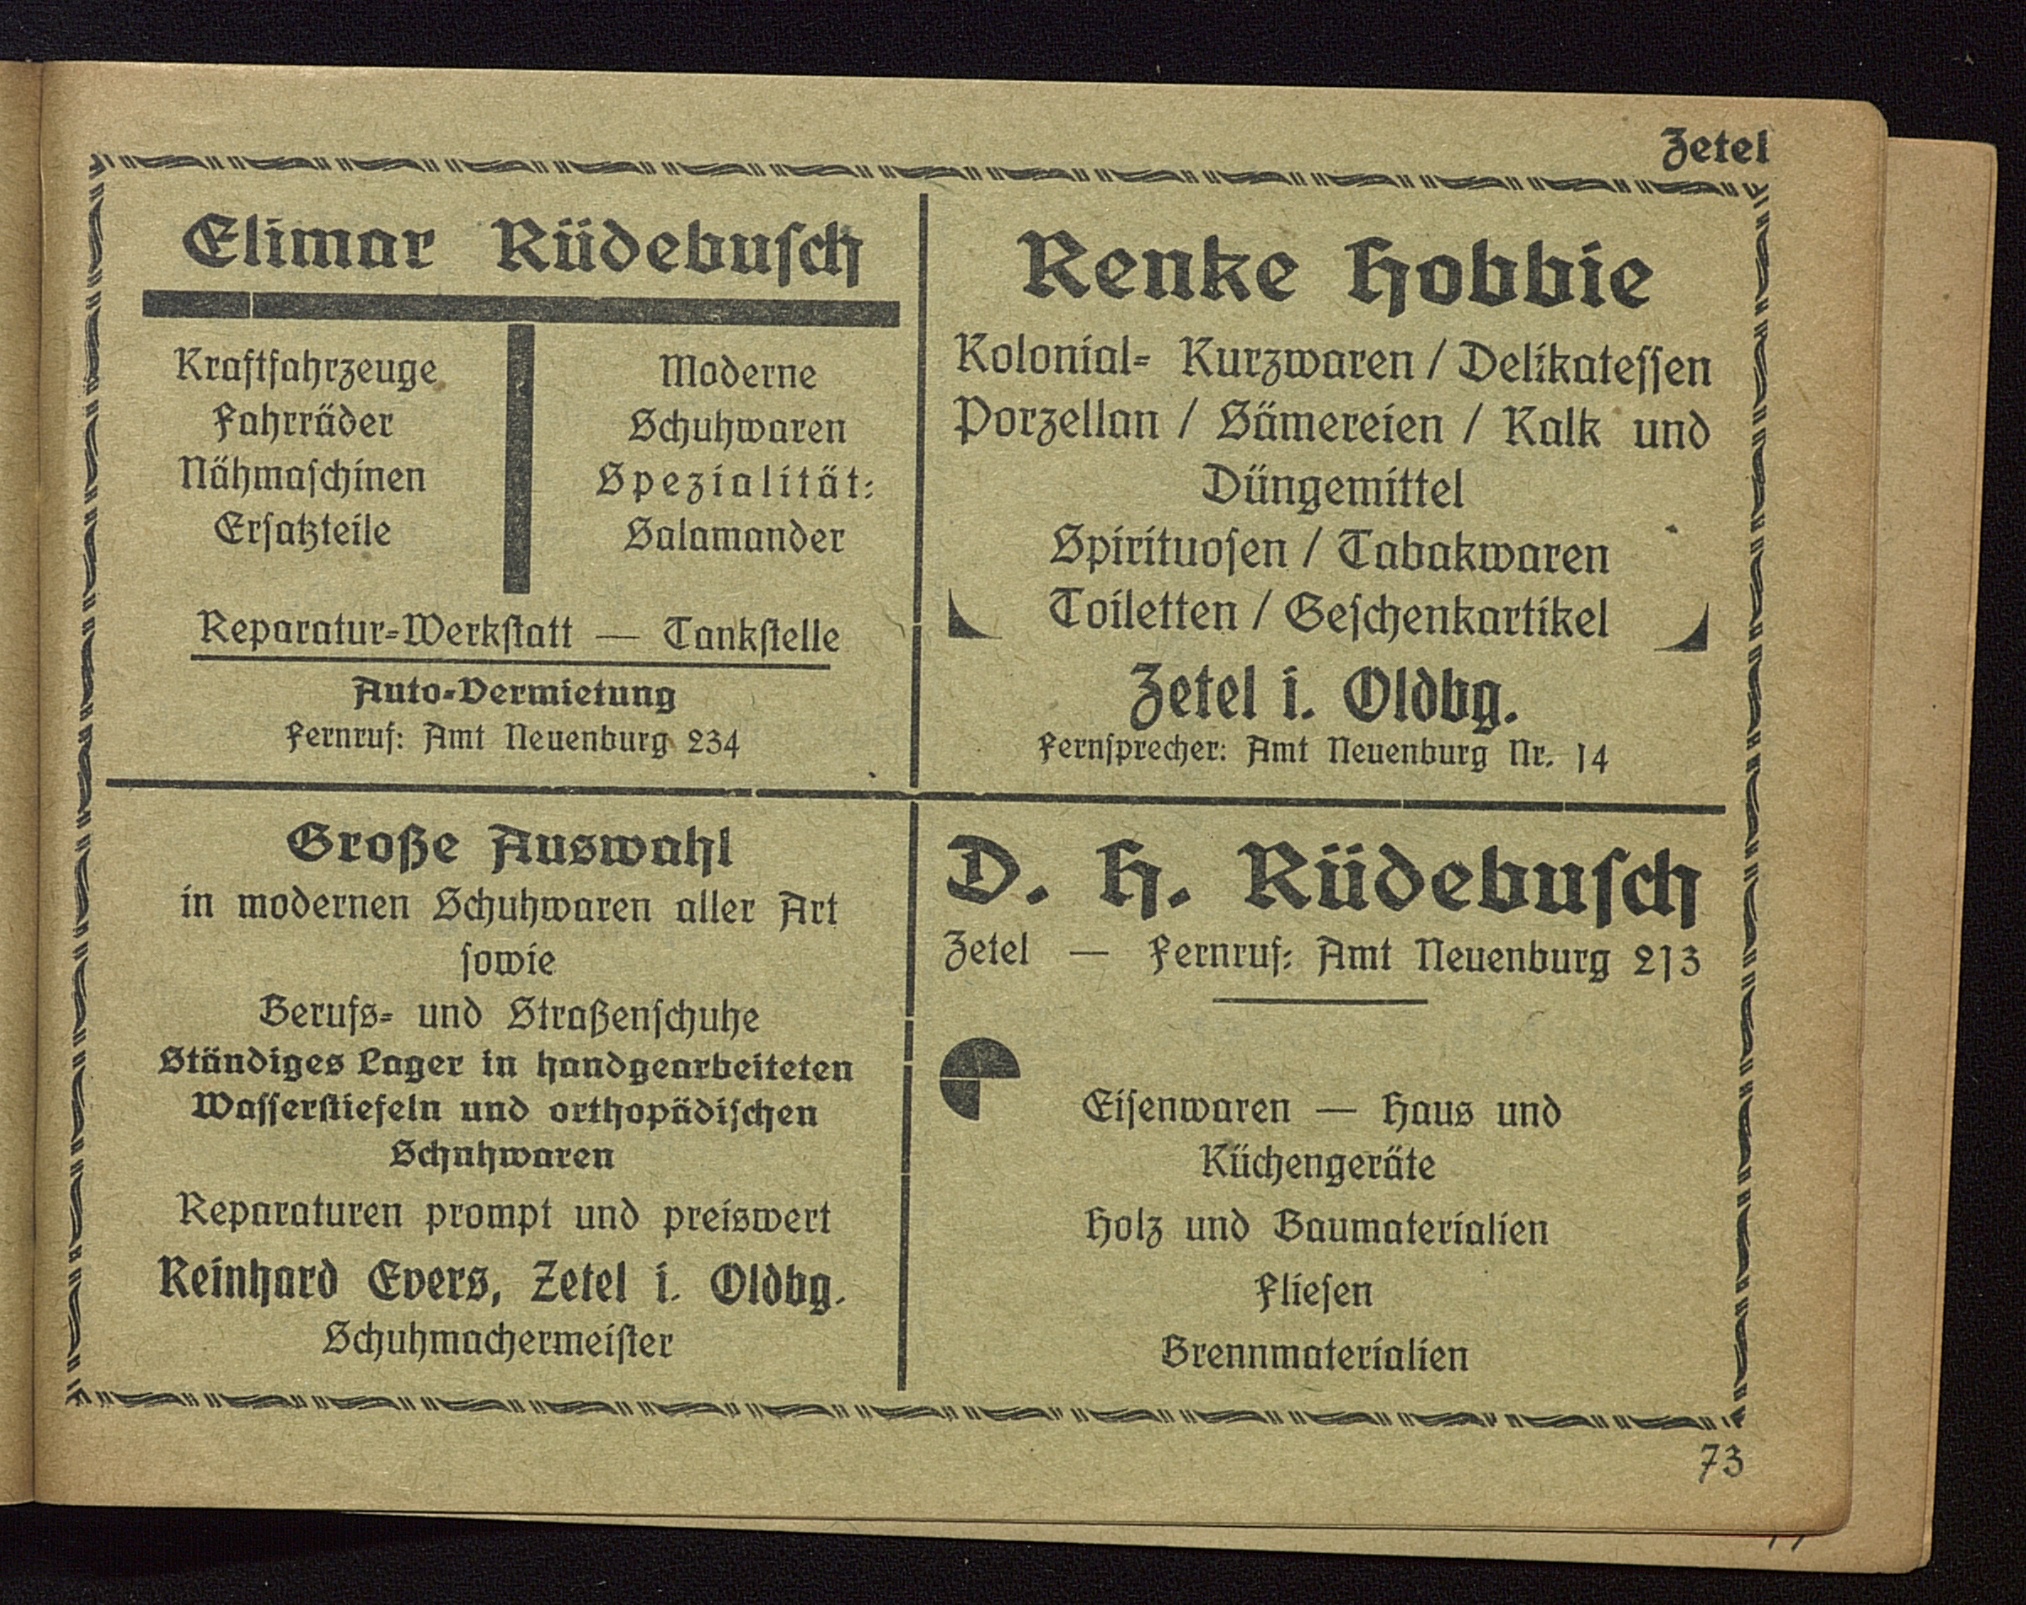 Zetel
Elimar Rüdebusch
Kraftfahrzeuge
Fahrräder
Nähmaschinen
Ersatzteile
Moderne
Schuhwaren
Spezialität:
Salamander
Reparatur-Werkstatt — Tankstelle
Auto-Vermietung
Fernruf: Amt Neuenburg 234
Renke Hobbie
Kolonial- Kurzwaren / Delikatessen
Porzellan / Sämereien / Kalk und
Düngemittel
Spirituosen / Tabakwaren
Toiletten / Geschenkartikel
Zetel i. Oldbg.
Fernsprecher: Amt Neuenburg Nr. 14
Große Auswahl
in modernen Schuhwaren aller Art
sowie
Berufs- und Straßenschuhe
Ständiges Lager in handgearbeiteten
Wasserstiefeln und orthopädischen
Schuhwaren
Reparaturen prompt und preiswert
Reinhard Evers, Zetel i. Oldbg.
Schuhmachermeister
D. H. Rüdebusch
Zetel — Fernruf: Amt Neuenburg 213
Eisenwaren — Haus und
Küchengeräte
Holz und Baumaterialien
Fliesen
Brennmaterialien
73